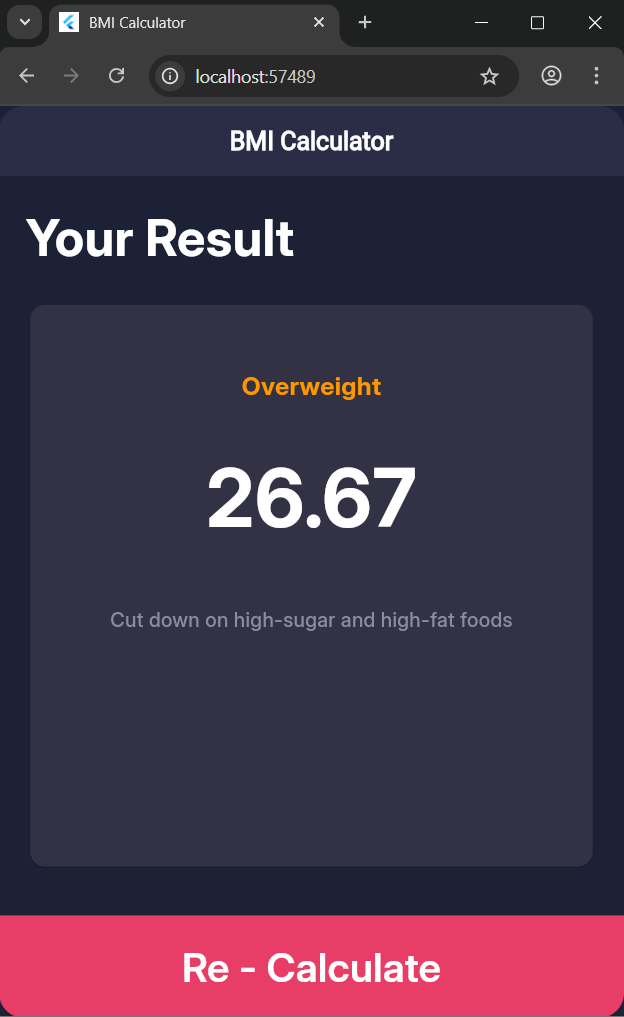 BMI Calculator
localhost:57489
BMI Calculator
Your Result
Overweight
26.67
Cut down on high-sugar and high-fat foods
Re - Calculate